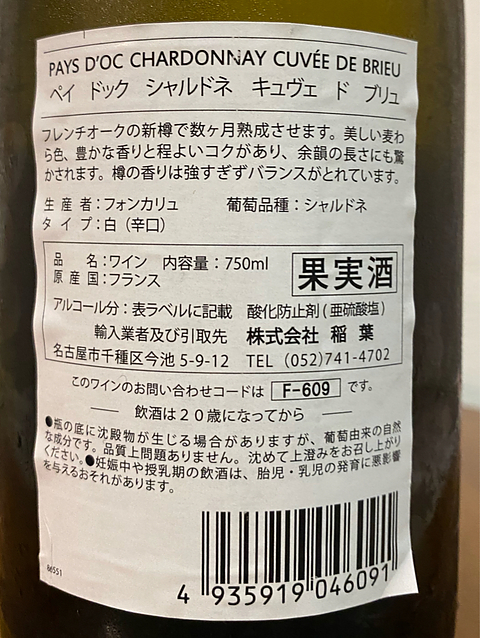 PAYS D'OC CHARDONNAY CUVÉE DE BRIEU
ペイ ドック シャルドネ キュヴェ ド ブリュ
フレンチオークの新樽で数ヶ月熟成させます。美しい麦わ
ら色、豊かな香りと程よいコクがあり、余韻の長さにも驚
かされます。樽の香りは強すぎずバランスがとれています。
生産者:フォンカリュ 葡萄品種:シャルドネ
タイプ:白(辛口)
品名:ワイン 内容量:750ml
原産国:フランス
果実酒
アルコール分:表ラベルに記載 酸化防止剤(亜硫酸塩)
輸入業者及び引取先 株式会社 稲葉
名古屋市千種区今池5-9-12 TEL (052)741-4702
このワインのお問い合わせコードは F-609 です。
飲酒は20歳になってから
●瓶の底に沈殿物が生じる場合がありますが、葡萄由来の自然
な成分です。品質上問題ありません。沈めて上澄みをお召し上がり
ください。●妊娠中や授乳期の飲酒は、胎児・乳児の発育に悪影響
を与えるおそれがあります。
86551
4 935919 046091